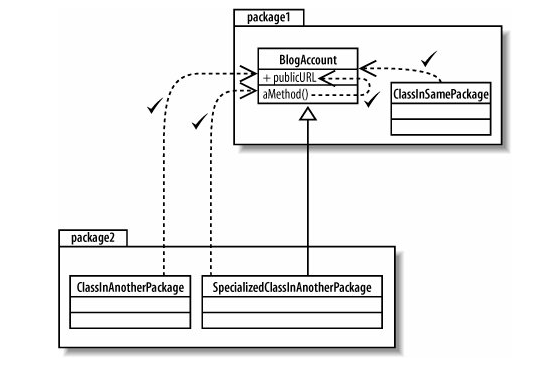 package1
BlogAccount
+ publicURL
aMethod()
ClassInSamePackage
package2
ClassInAnotherPackage
SpecializedClassInAnotherPackage